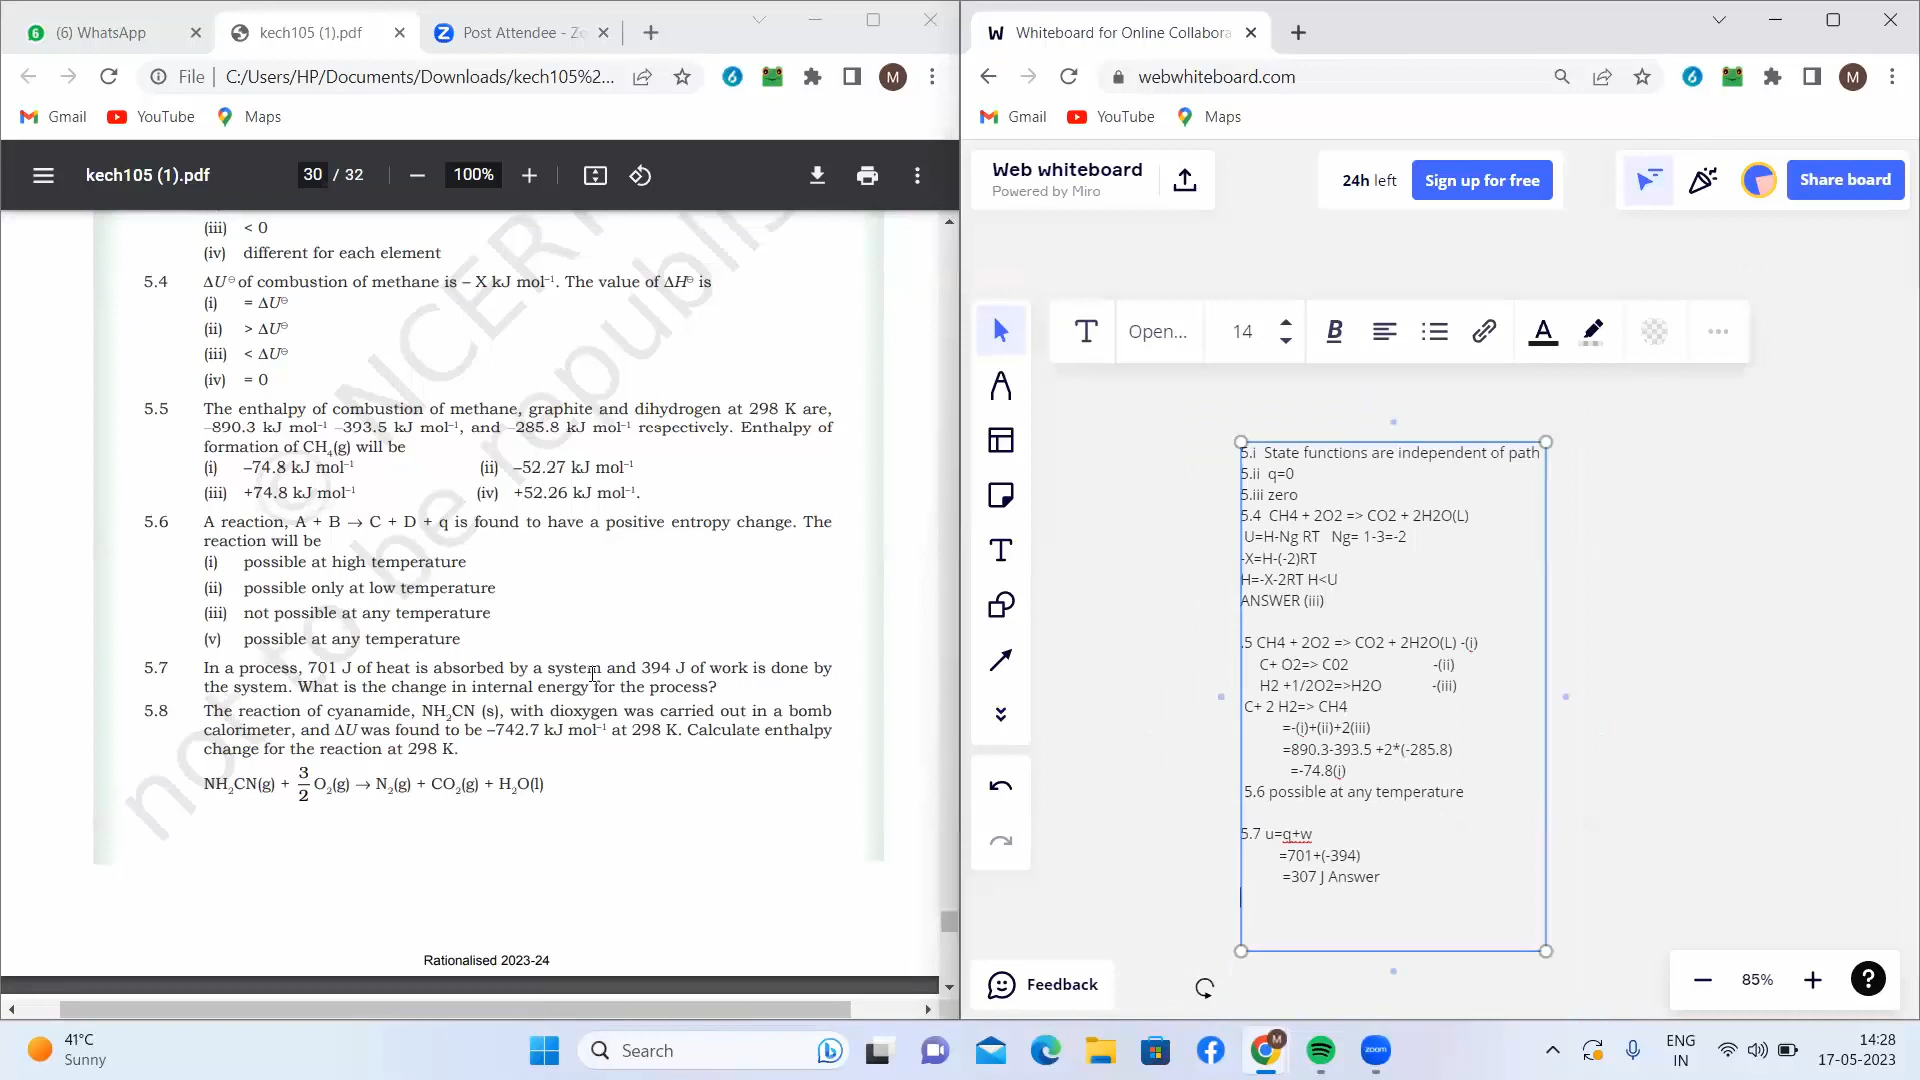 (6) WhatsApp
kech105 (1).pdf
Post Attendee - Zo
File
C:/Users/HP/Documents/Downloads/kech105%2...
M
Gmail
YouTube
Maps
kech105 (1).pdf
30 / 32
100%
(iii) < 0
(iv) different for each element
5.4 ΔU⊖ of combustion of methane is – X kJ mol⁻¹. The value of ΔH⊖ is
(i) = ΔU⊖
(ii) > ΔU⊖
(iii) < ΔU⊖
(iv) = 0
5.5 The enthalpy of combustion of methane, graphite and dihydrogen at 298 K are,
–890.3 kJ mol⁻¹ –393.5 kJ mol⁻¹, and –285.8 kJ mol⁻¹ respectively. Enthalpy of
formation of CH₄(g) will be
(i) –74.8 kJ mol⁻¹ (ii) –52.27 kJ mol⁻¹
(iii) +74.8 kJ mol⁻¹ (iv) +52.26 kJ mol⁻¹.
5.6 A reaction, A + B → C + D + q is found to have a positive entropy change. The
reaction will be
(i) possible at high temperature
(ii) possible only at low temperature
(iii) not possible at any temperature
(v) possible at any temperature
5.7 In a process, 701 J of heat is absorbed by a system and 394 J of work is done by
the system. What is the change in internal energy for the process?
5.8 The reaction of cyanamide, NH₂CN (s), with dioxygen was carried out in a bomb
calorimeter, and ΔU was found to be –742.7 kJ mol⁻¹ at 298 K. Calculate enthalpy
change for the reaction at 298 K.
NH₂CN(g) + 3/2 O₂(g) → N₂(g) + CO₂(g) + H₂O(l)
© NCERT
not to be republis
Rationalised 2023-24
Whiteboard for Online Collabora
webwhiteboard.com
M
Gmail
YouTube
Maps
Web whiteboard
Powered by Miro
24h left
Sign up for free
Share board
Open...
14
5.i State functions are independent of path
5.ii q=0
5.iii zero
5.4 CH4 + 2O2 => CO2 + 2H2O(L)
U=H-Ng RT Ng= 1-3=-2
-X=H-(-2)RT
H=-X-2RT H<U
ANSWER (iii)
.5 CH4 + 2O2 => CO2 + 2H2O(L) -(i)
C+ O2=> C02 -(ii)
H2 +1/2O2=>H2O -(iii)
C+ 2 H2=> CH4
=-(i)+(ii)+2(iii)
=890.3-393.5 +2*(-285.8)
=-74.8(i)
5.6 possible at any temperature
5.7 u=q+w
=701+(-394)
=307 J Answer
Feedback
85%
41°C
Sunny
Search
zoom
ENG
IN
14:28
17-05-2023